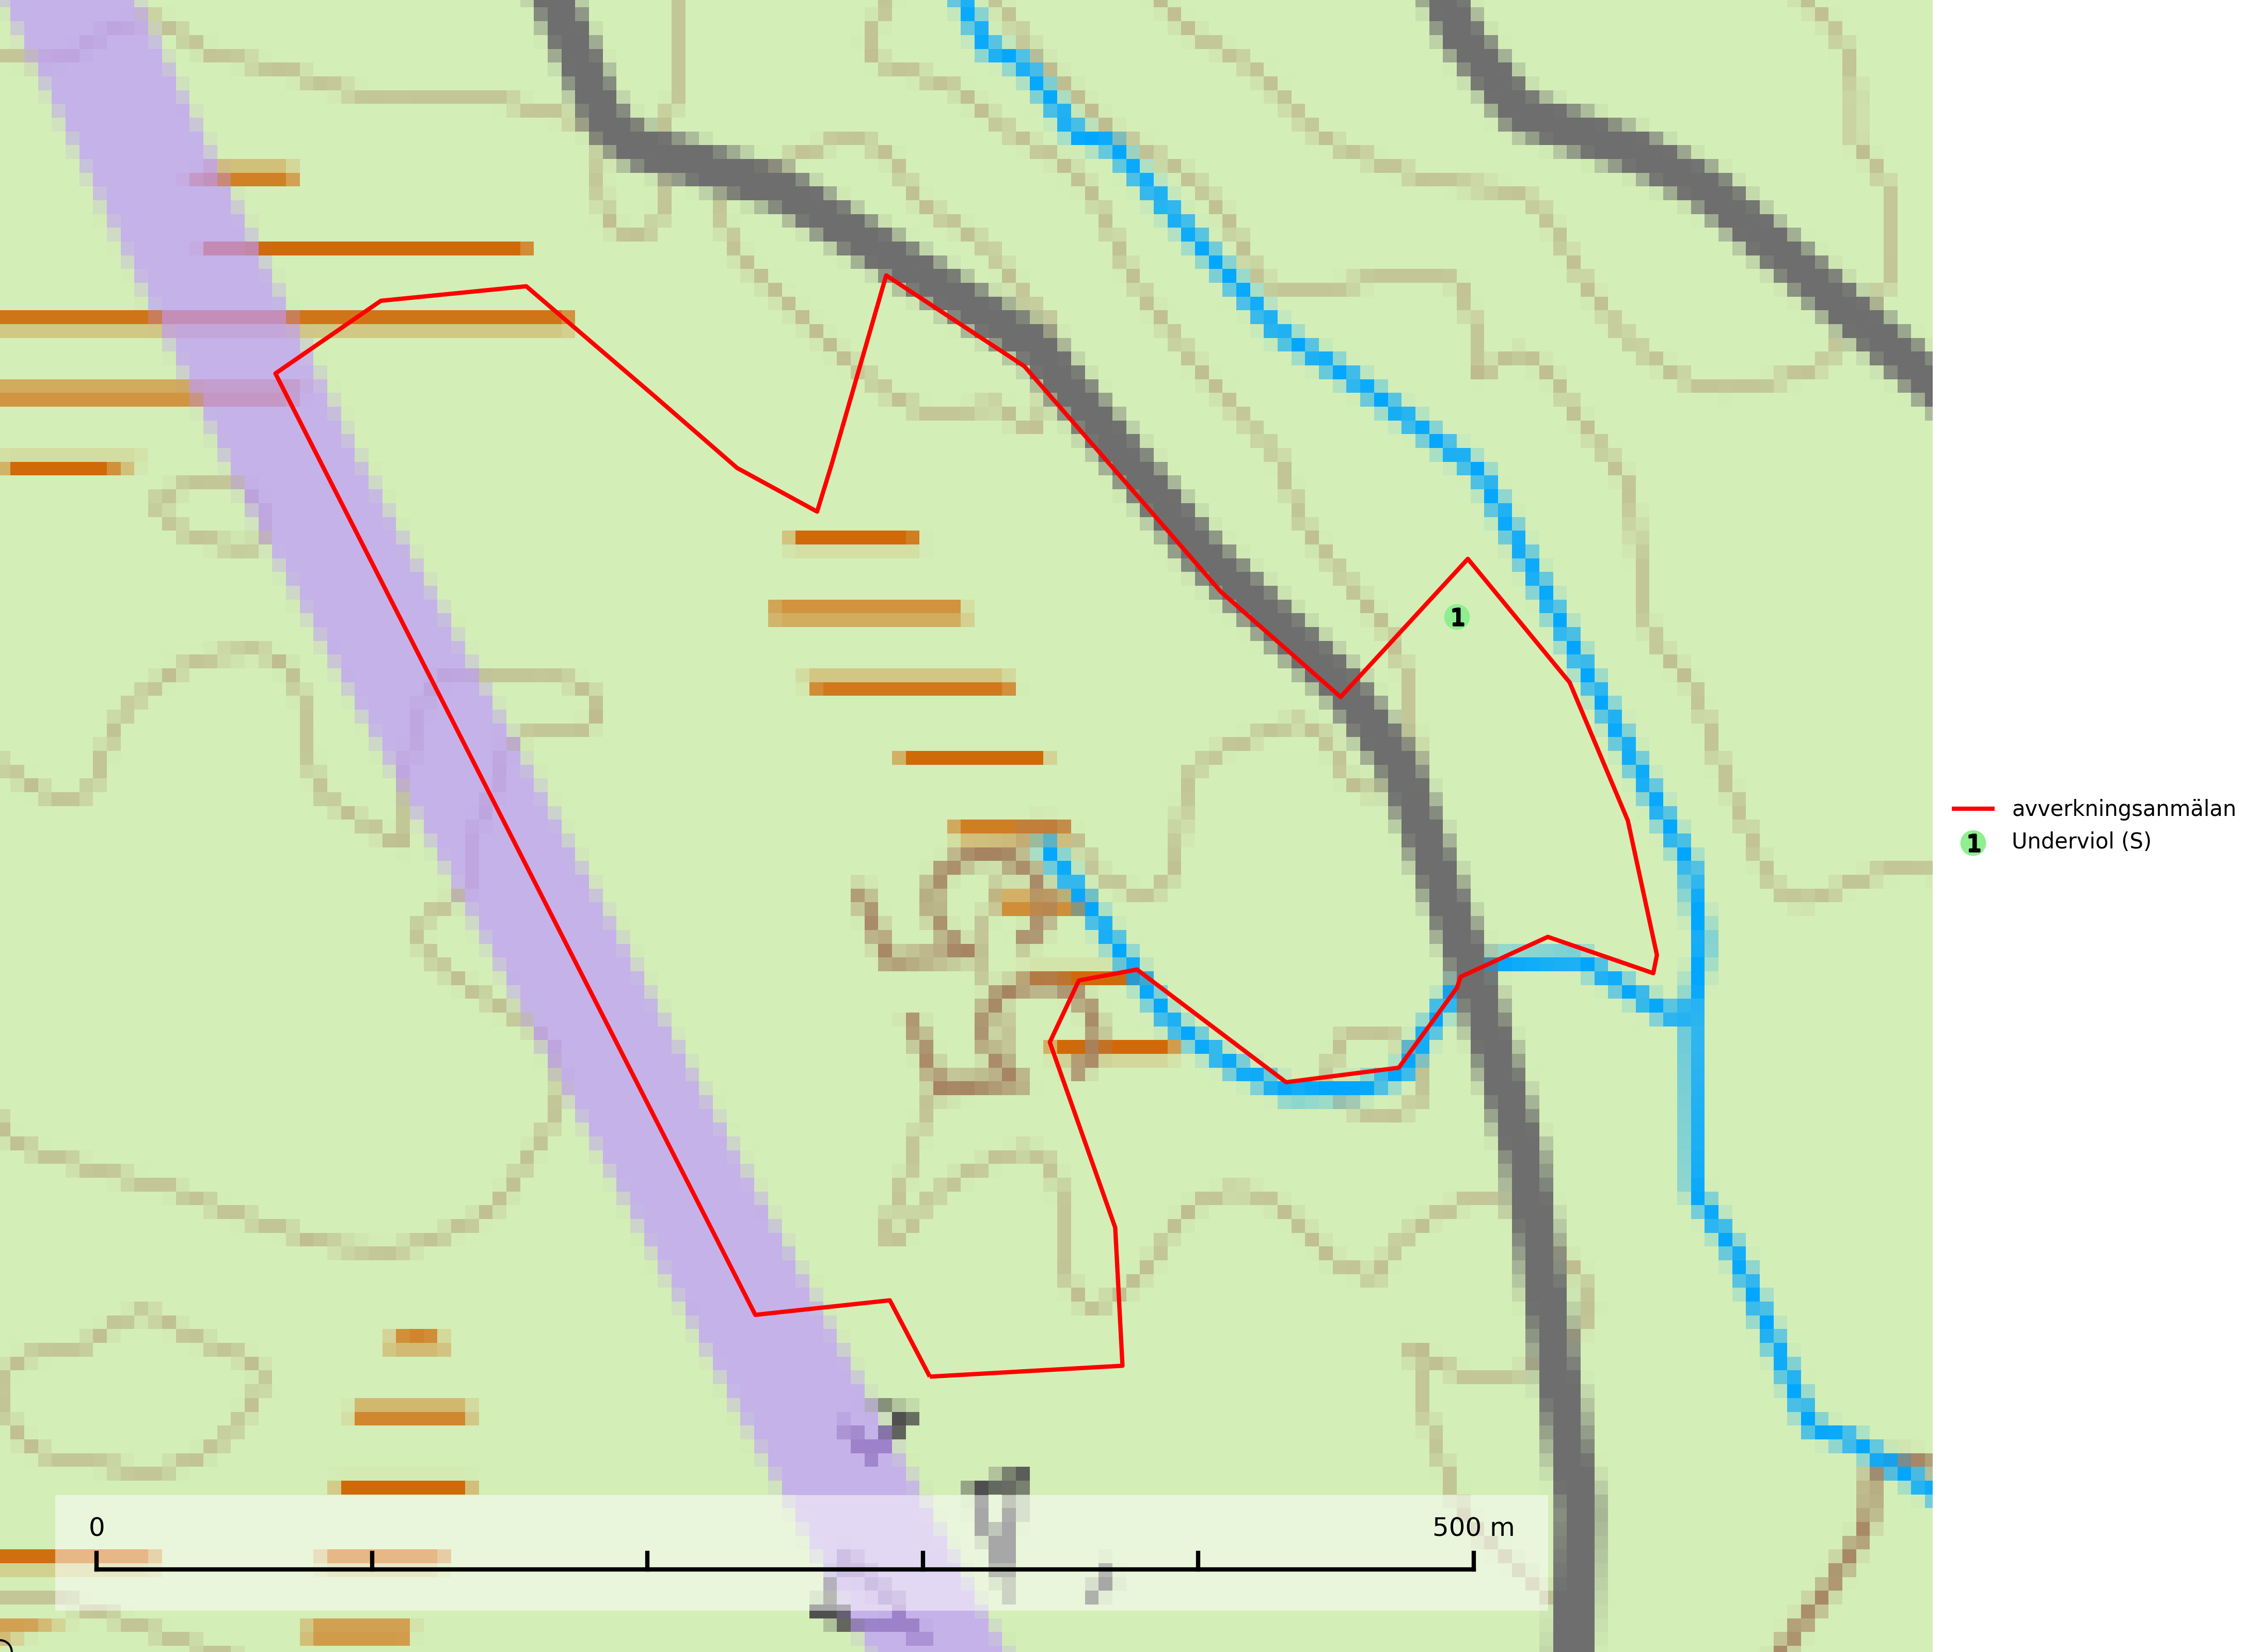 1
avverkningsanmälan
1 Underviol (S)
0 500 m